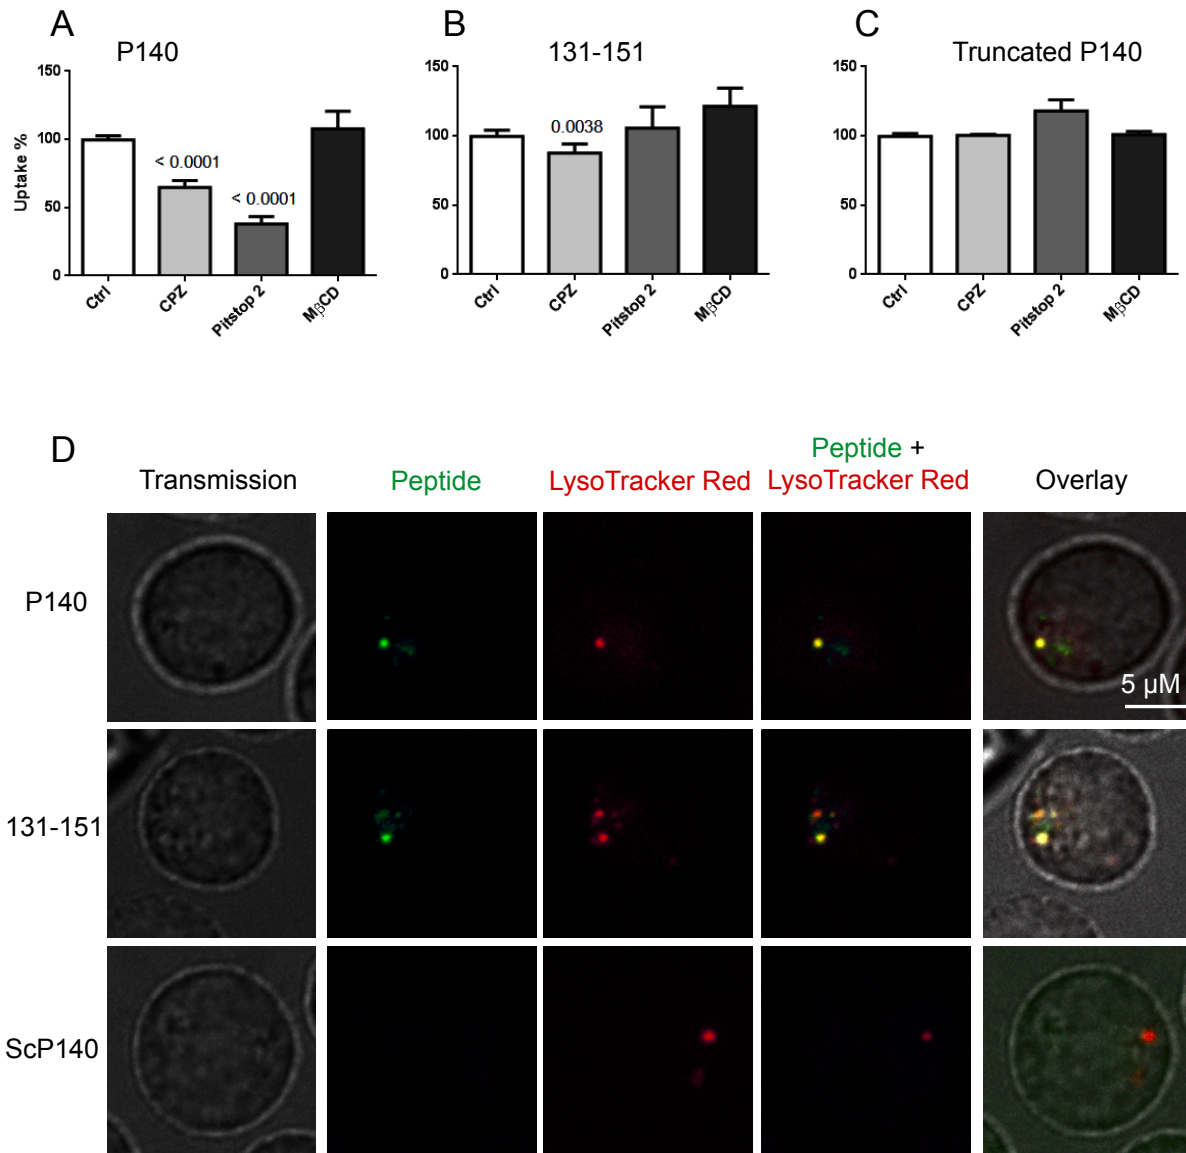 A
P140
150
100
50
0
Uptake %
< 0.0001
< 0.0001
Ctrl
CPZ
Pitstop 2
MβCD
B
131-151
150
100
50
0
0.0038
Ctrl
CPZ
Pitstop 2
MβCD
C
Truncated P140
150
100
50
0
Ctrl
CPZ
Pitstop 2
MβCD
D
Transmission
Peptide
LysoTracker Red
Peptide +
LysoTracker Red
Overlay
P140
5 µM
131-151
ScP140